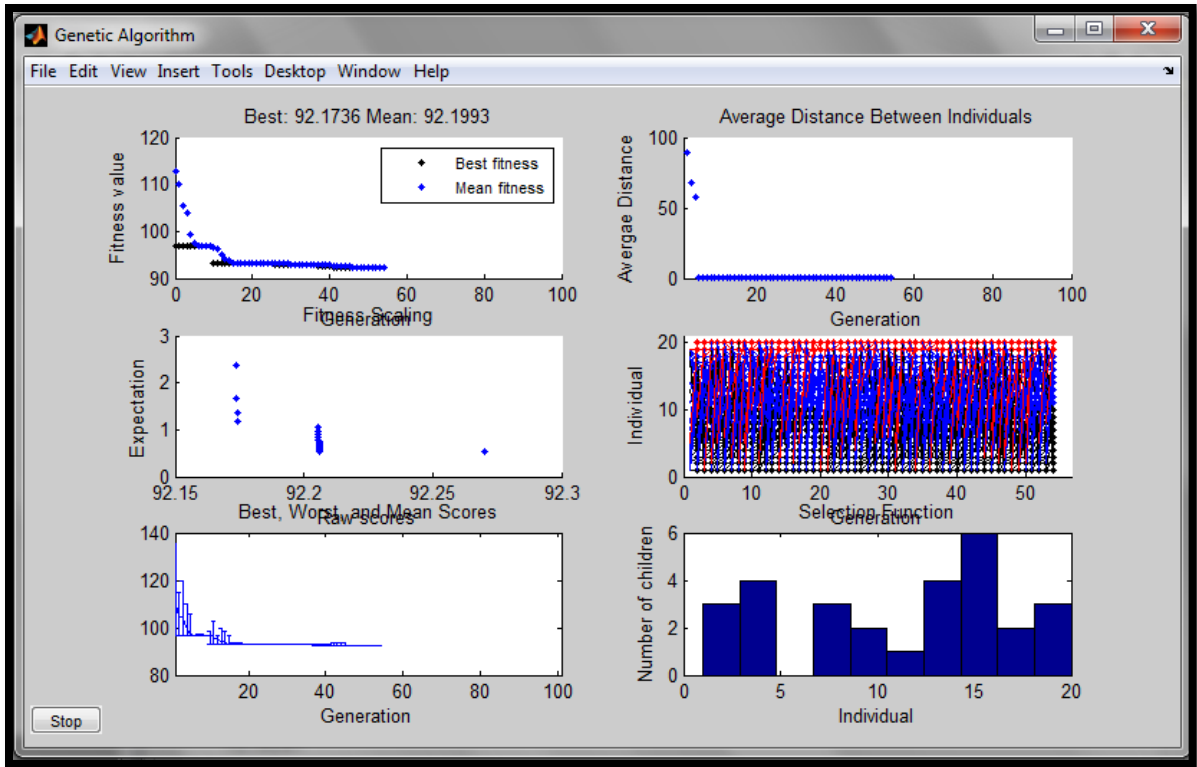 Genetic Algorithm
File Edit View Insert Tools Desktop Window Help
Best: 92.1736 Mean: 92.1993
120
110
100
90
Fitness value
Best fitness
Mean fitness
0 20 40 60 80 100
Generation
Average Distance Between Individuals
100
50
0
Avergae Distance
20 40 60 80 100
Generation
Fitness Scaling
3
2
1
0
Expectation
92.15 92.2 92.25 92.3
Raw scores
20
10
0
Individual
0 10 20 30 40 50
Generation
Best, Worst, and Mean Scores
140
120
100
80
20 40 60 80 100
Generation
Selection Function
6
4
2
0
Number of children
0 5 10 15 20
Individual
Stop